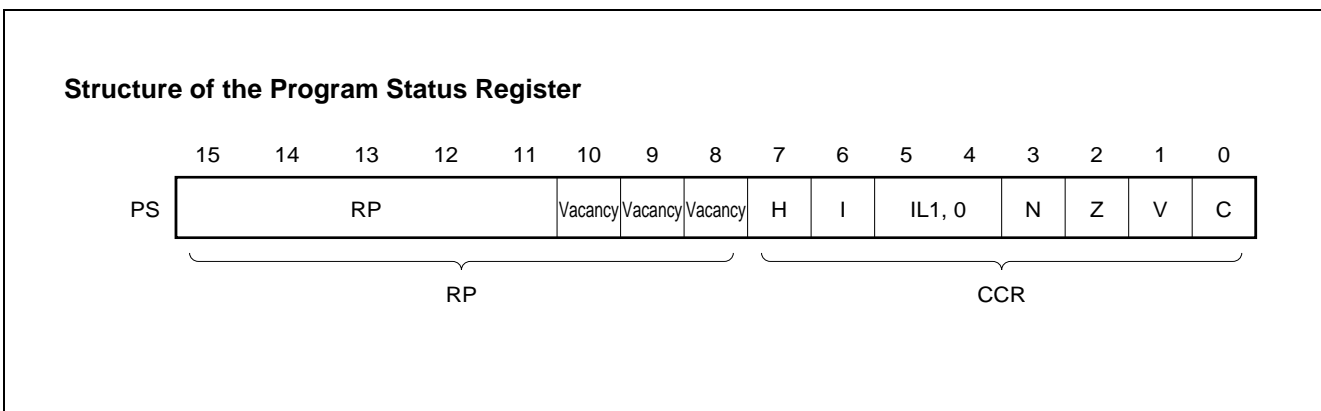 Structure of the Program Status Register
15 14 13 12 11 10 9 8 7 6 5 4 3 2 1 0
PS RP Vacancy Vacancy Vacancy H I IL1, 0 N Z V C
RP CCR